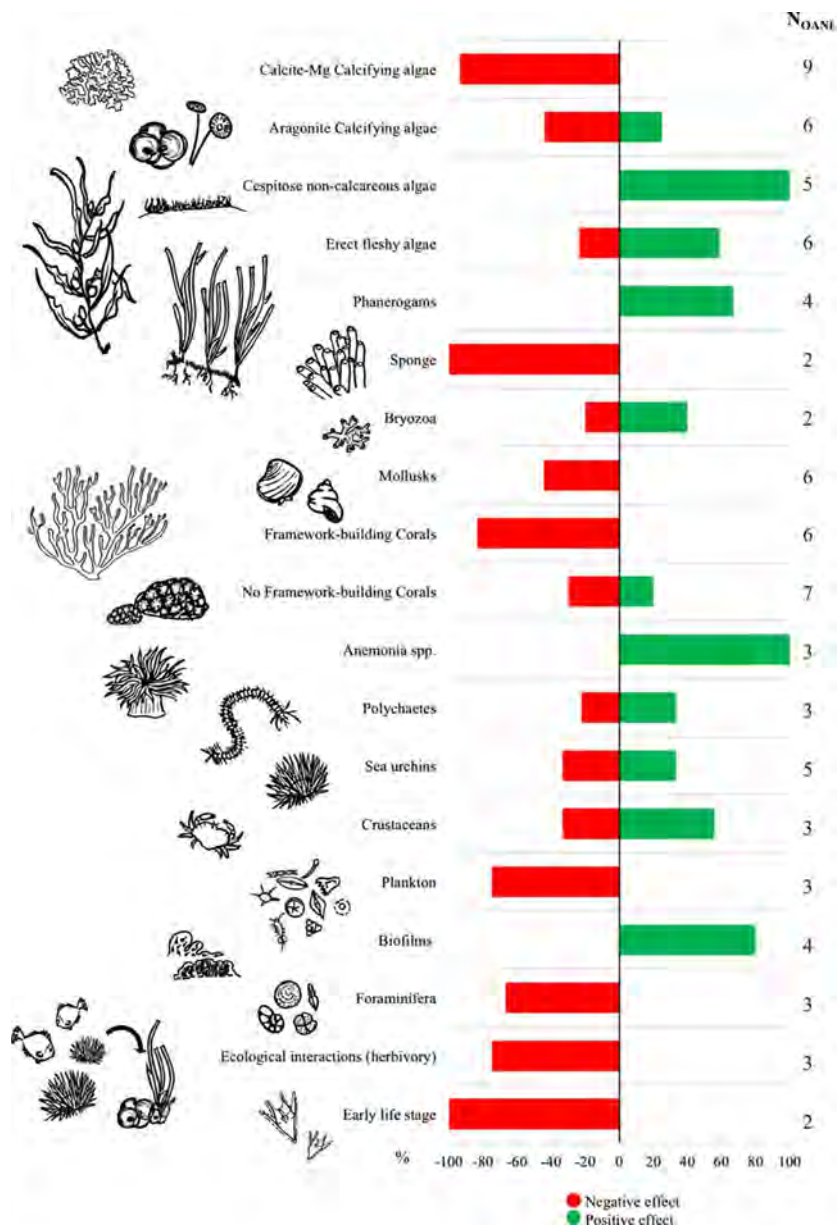 N_OANL
Calcite-Mg Calcifying algae 9
Aragonite Calcifying algae 6
Cespitose non-calcareous algae 5
Erect fleshy algae 6
Phanerogams 4
Sponge 2
Bryozoa 2
Mollusks 6
Framework-building Corals 6
No Framework-building Corals 7
Anemonia spp. 3
Polychaetes 3
Sea urchins 5
Crustaceans 3
Plankton 3
Biofilms 4
Foraminifera 3
Ecological interactions (herbivory) 3
Early life stage 2
% -100 -80 -60 -40 -20 0 20 40 60 80 100
Negative effect
Positive effect